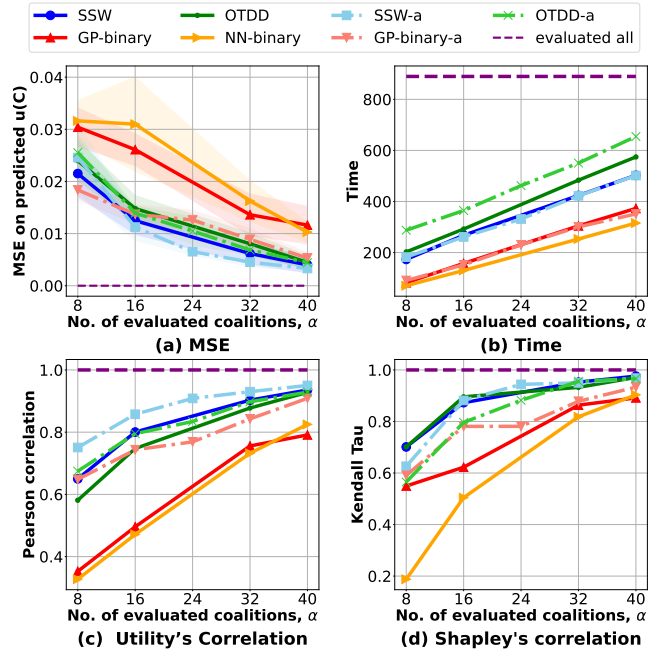 SSW OTDD SSW-a OTDD-a
GP-binary NN-binary GP-binary-a evaluated all
MSE on predicted u(C)
0.04
0.03
0.02
0.01
0.00
8 16 24 32 40
No. of evaluated coalitions, α
(a) MSE
Time
800
600
400
200
8 16 24 32 40
No. of evaluated coalitions, α
(b) Time
Pearson correlation
1.0
0.8
0.6
0.4
8 16 24 32 40
No. of evaluated coalitions, α
(c) Utility’s Correlation
Kendall Tau
1.0
0.8
0.6
0.4
0.2
8 16 24 32 40
No. of evaluated coalitions, α
(d) Shapley's correlation